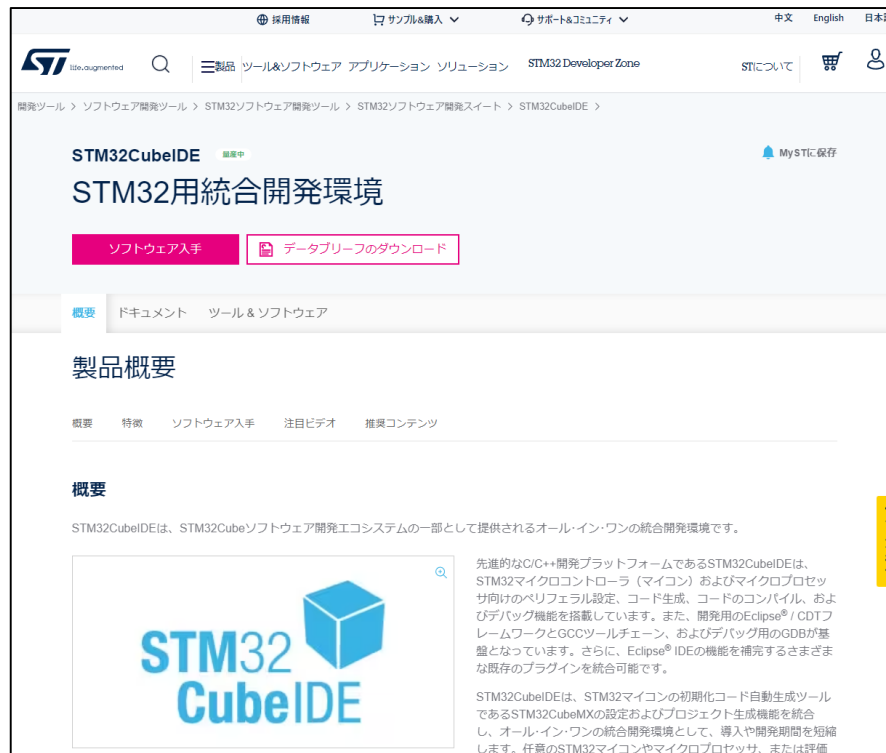 採用情報 サンプル&購入 サポート&コミュニティ 中文 English 日本語
life.augmented 製品 ツール&ソフトウェア アプリケーション ソリューション STM32 Developer Zone STについて
開発ツール > ソフトウェア開発ツール > STM32ソフトウェア開発ツール > STM32ソフトウェア開発スイート > STM32CubeIDE >
STM32CubeIDE 量産中 MySTに保存
STM32用統合開発環境
ソフトウェア入手 データブリーフのダウンロード
概要 ドキュメント ツール & ソフトウェア
製品概要
概要 特徴 ソフトウェア入手 注目ビデオ 推奨コンテンツ
概要
STM32CubeIDEは、STM32Cubeソフトウェア開発エコシステムの一部として提供されるオール・イン・ワンの統合開発環境です。
STM32
CubeIDE
先進的なC/C++開発プラットフォームであるSTM32CubeIDEは、
STM32マイクロコントローラ（マイコン）およびマイクロプロセッ
サ向けのペリフェラル設定、コード生成、コードのコンパイル、およ
びデバッグ機能を搭載しています。また、開発用のEclipse® / CDTフ
レームワークとGCCツールチェーン、およびデバッグ用のGDBが基
盤となっています。さらに、Eclipse® IDEの機能を補完するさまざま
な既存のプラグインを統合可能です。
STM32CubeIDEは、STM32マイコンの初期化コード自動生成ツール
であるSTM32CubeMXの設定およびプロジェクト生成機能を統合
し、オール・イン・ワンの統合開発環境として、導入や開発期間を短縮
します。任意のSTM32マイコンやマイクロプロセッサ、または評価